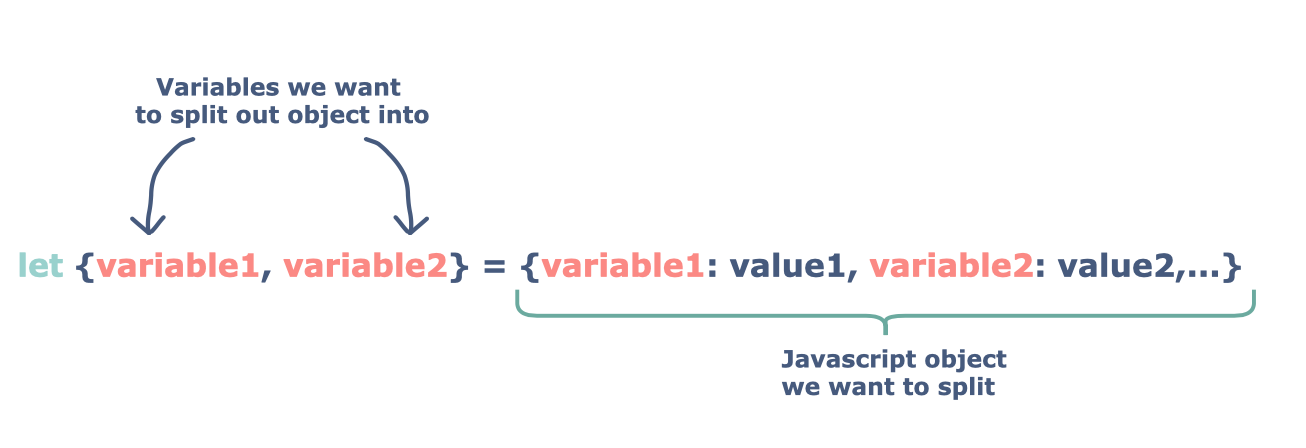 Variables we want
to split out object into
let {variable1, variable2} = {variable1: value1, variable2: value2,...}
Javascript object
we want to split